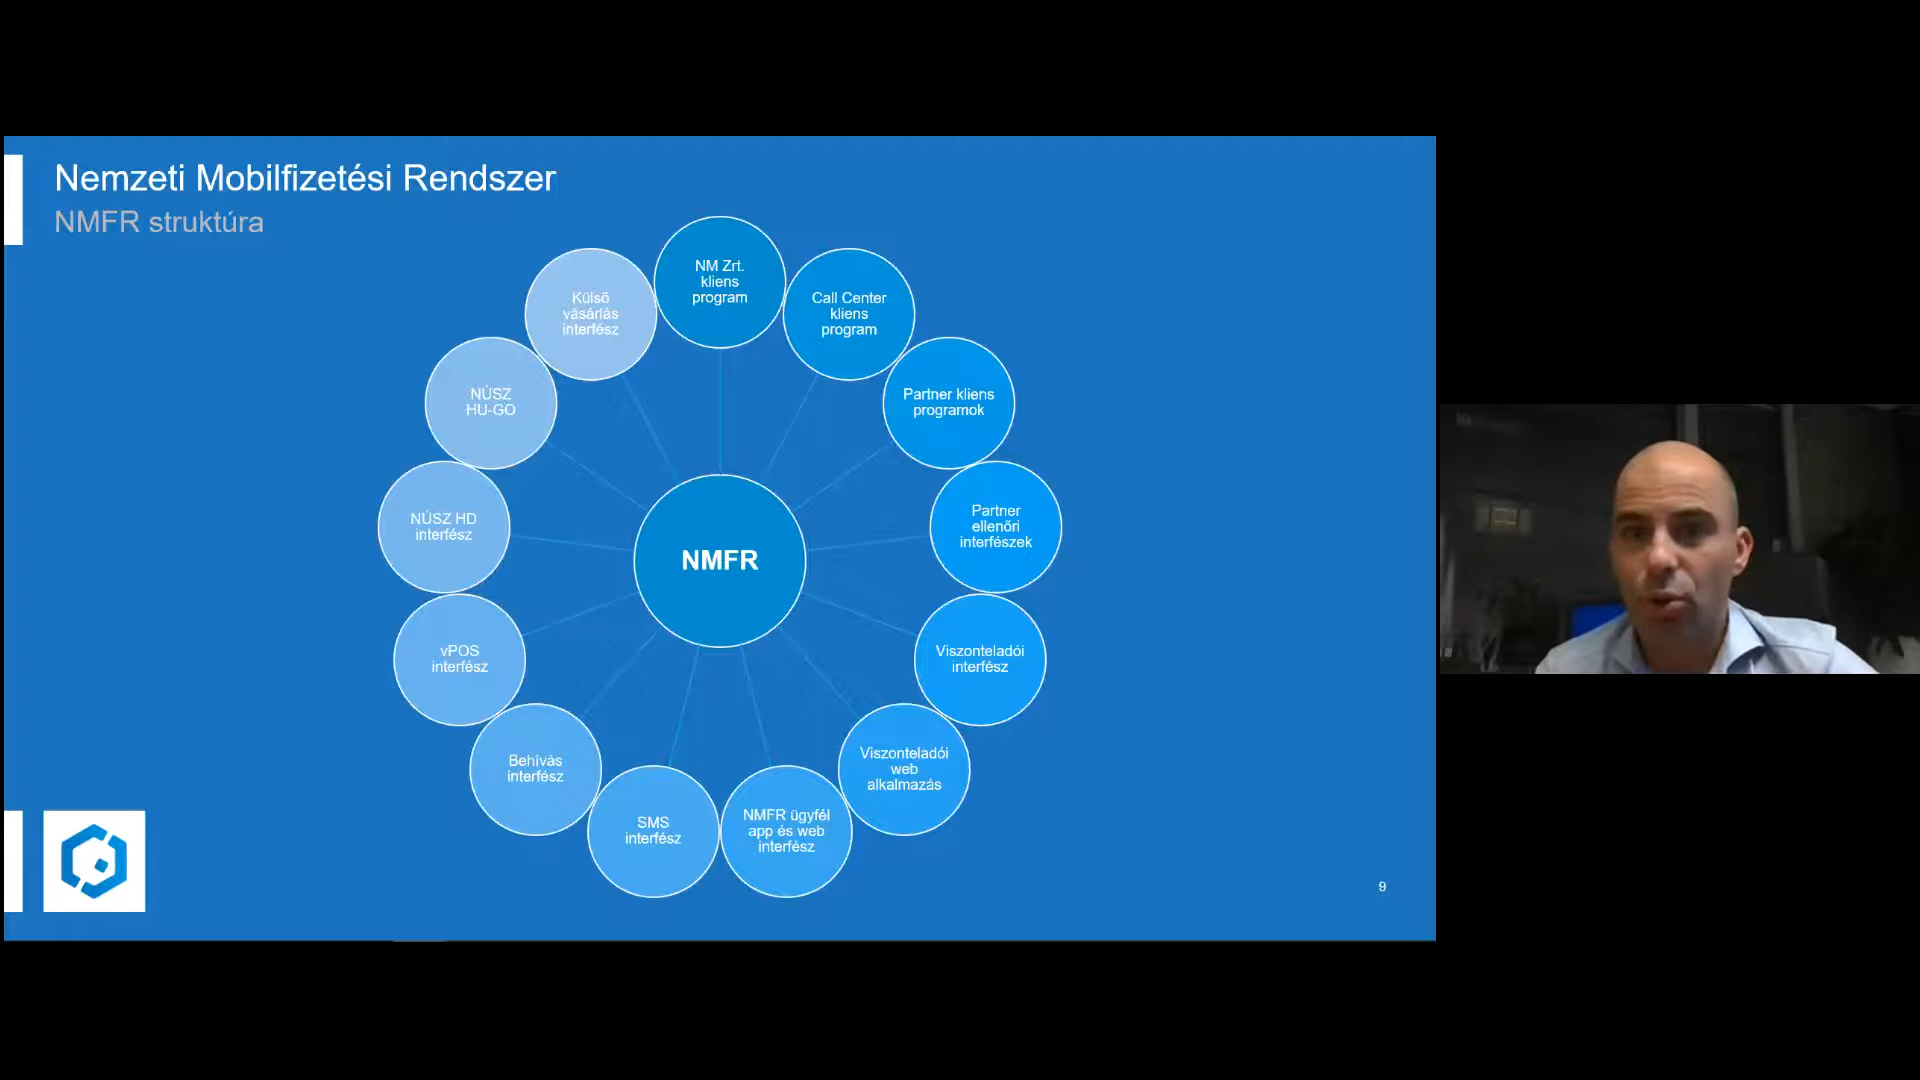 Nemzeti Mobilfizetési Rendszer
NMFR struktúra
NM Zrt.
kliens
program
Call Center
kliens
program
Partner kliens
programok
Partner
ellenőri
interfészek
Viszonteladói
interfész
Viszonteladói
web
alkalmazás
NMFR ügyfél
app és web
interfész
SMS
interfész
Behívás
interfész
vPOS
interfész
NÚSZ HD
interfész
NÚSZ
HU-GO
Külső
vásárlás
interfész
NMFR
9